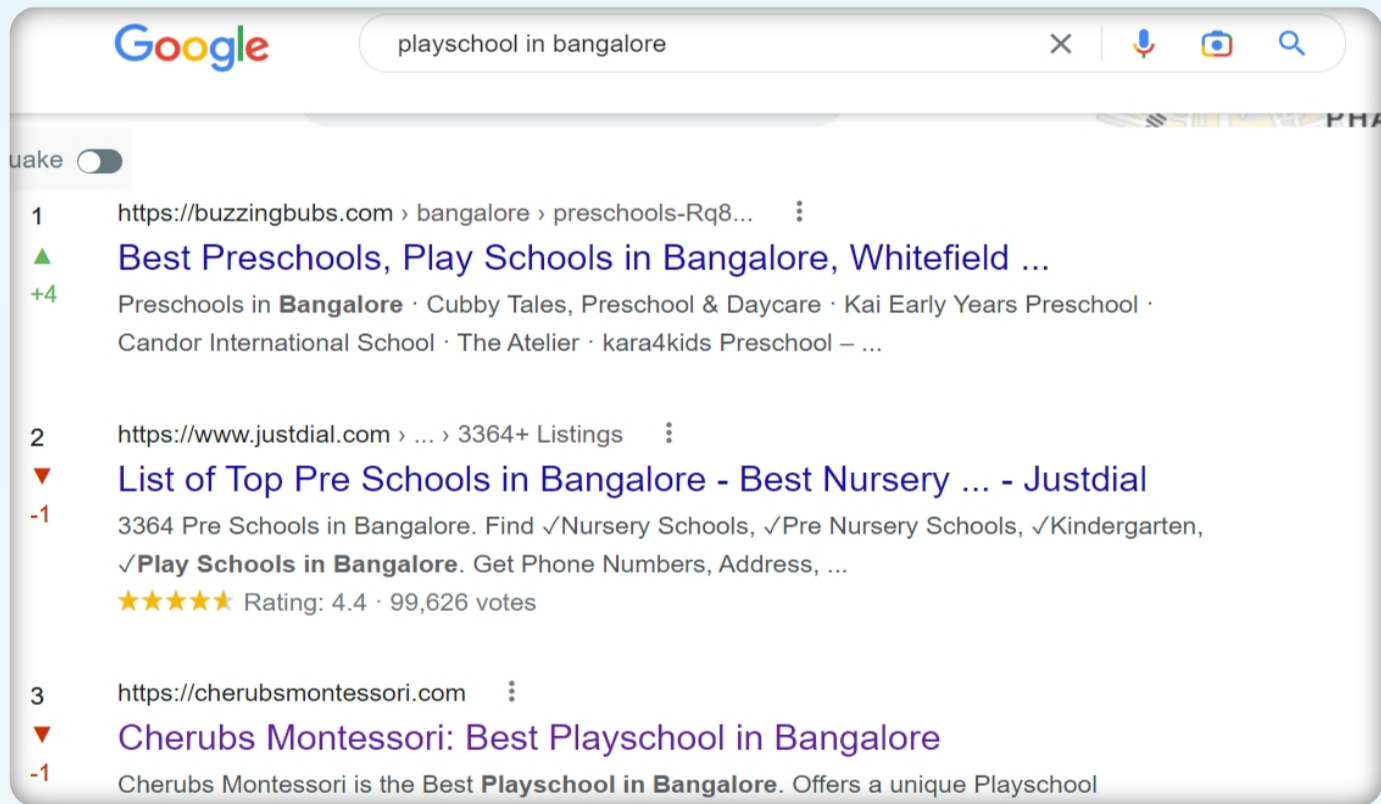 Google
playschool in bangalore
uake
1
https://buzzingbubs.com › bangalore › preschools-Rq8...
▲
Best Preschools, Play Schools in Bangalore, Whitefield ...
+4
Preschools in Bangalore · Cubby Tales, Preschool & Daycare · Kai Early Years Preschool ·
Candor International School · The Atelier · kara4kids Preschool – ...
2
https://www.justdial.com › ... › 3364+ Listings
▼
List of Top Pre Schools in Bangalore - Best Nursery ... - Justdial
-1
3364 Pre Schools in Bangalore. Find ✓Nursery Schools, ✓Pre Nursery Schools, ✓Kindergarten,
✓Play Schools in Bangalore. Get Phone Numbers, Address, ...
Rating: 4.4 · 99,626 votes
3
https://cherubsmontessori.com
▼
Cherubs Montessori: Best Playschool in Bangalore
-1
Cherubs Montessori is the Best Playschool in Bangalore. Offers a unique Playschool